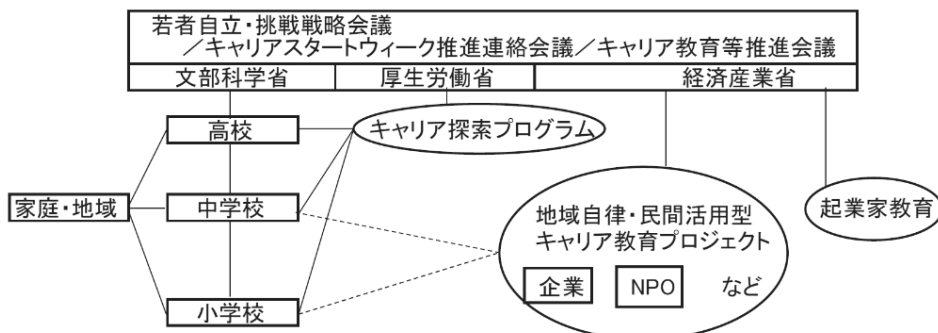 若者自立・挑戦戦略会議
／キャリアスタートウィーク推進連絡会議／キャリア教育等推進会議
文部科学省
厚生労働省
経済産業省
高校
キャリア探索プログラム
家庭・地域
中学校
地域自律・民間活用型
キャリア教育プロジェクト
企業
NPO
など
起業家教育
小学校